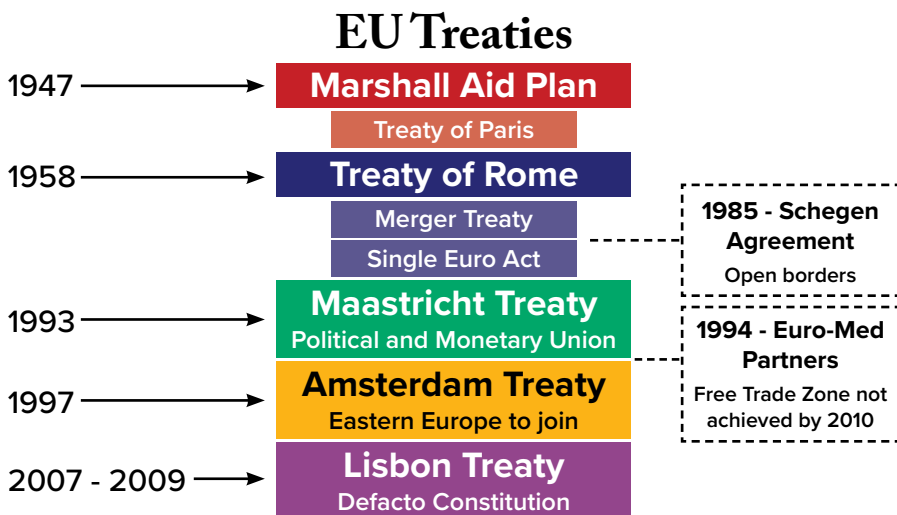 EU Treaties
1947
Marshall Aid Plan
Treaty of Paris
1958
Treaty of Rome
Merger Treaty
Single Euro Act
1985 - Schegen
Agreement
Open borders
1993
Maastricht Treaty
Political and Monetary Union
1994 - Euro-Med
Partners
Free Trade Zone not
achieved by 2010
1997
Amsterdam Treaty
Eastern Europe to join
2007 - 2009
Lisbon Treaty
Defacto Constitution